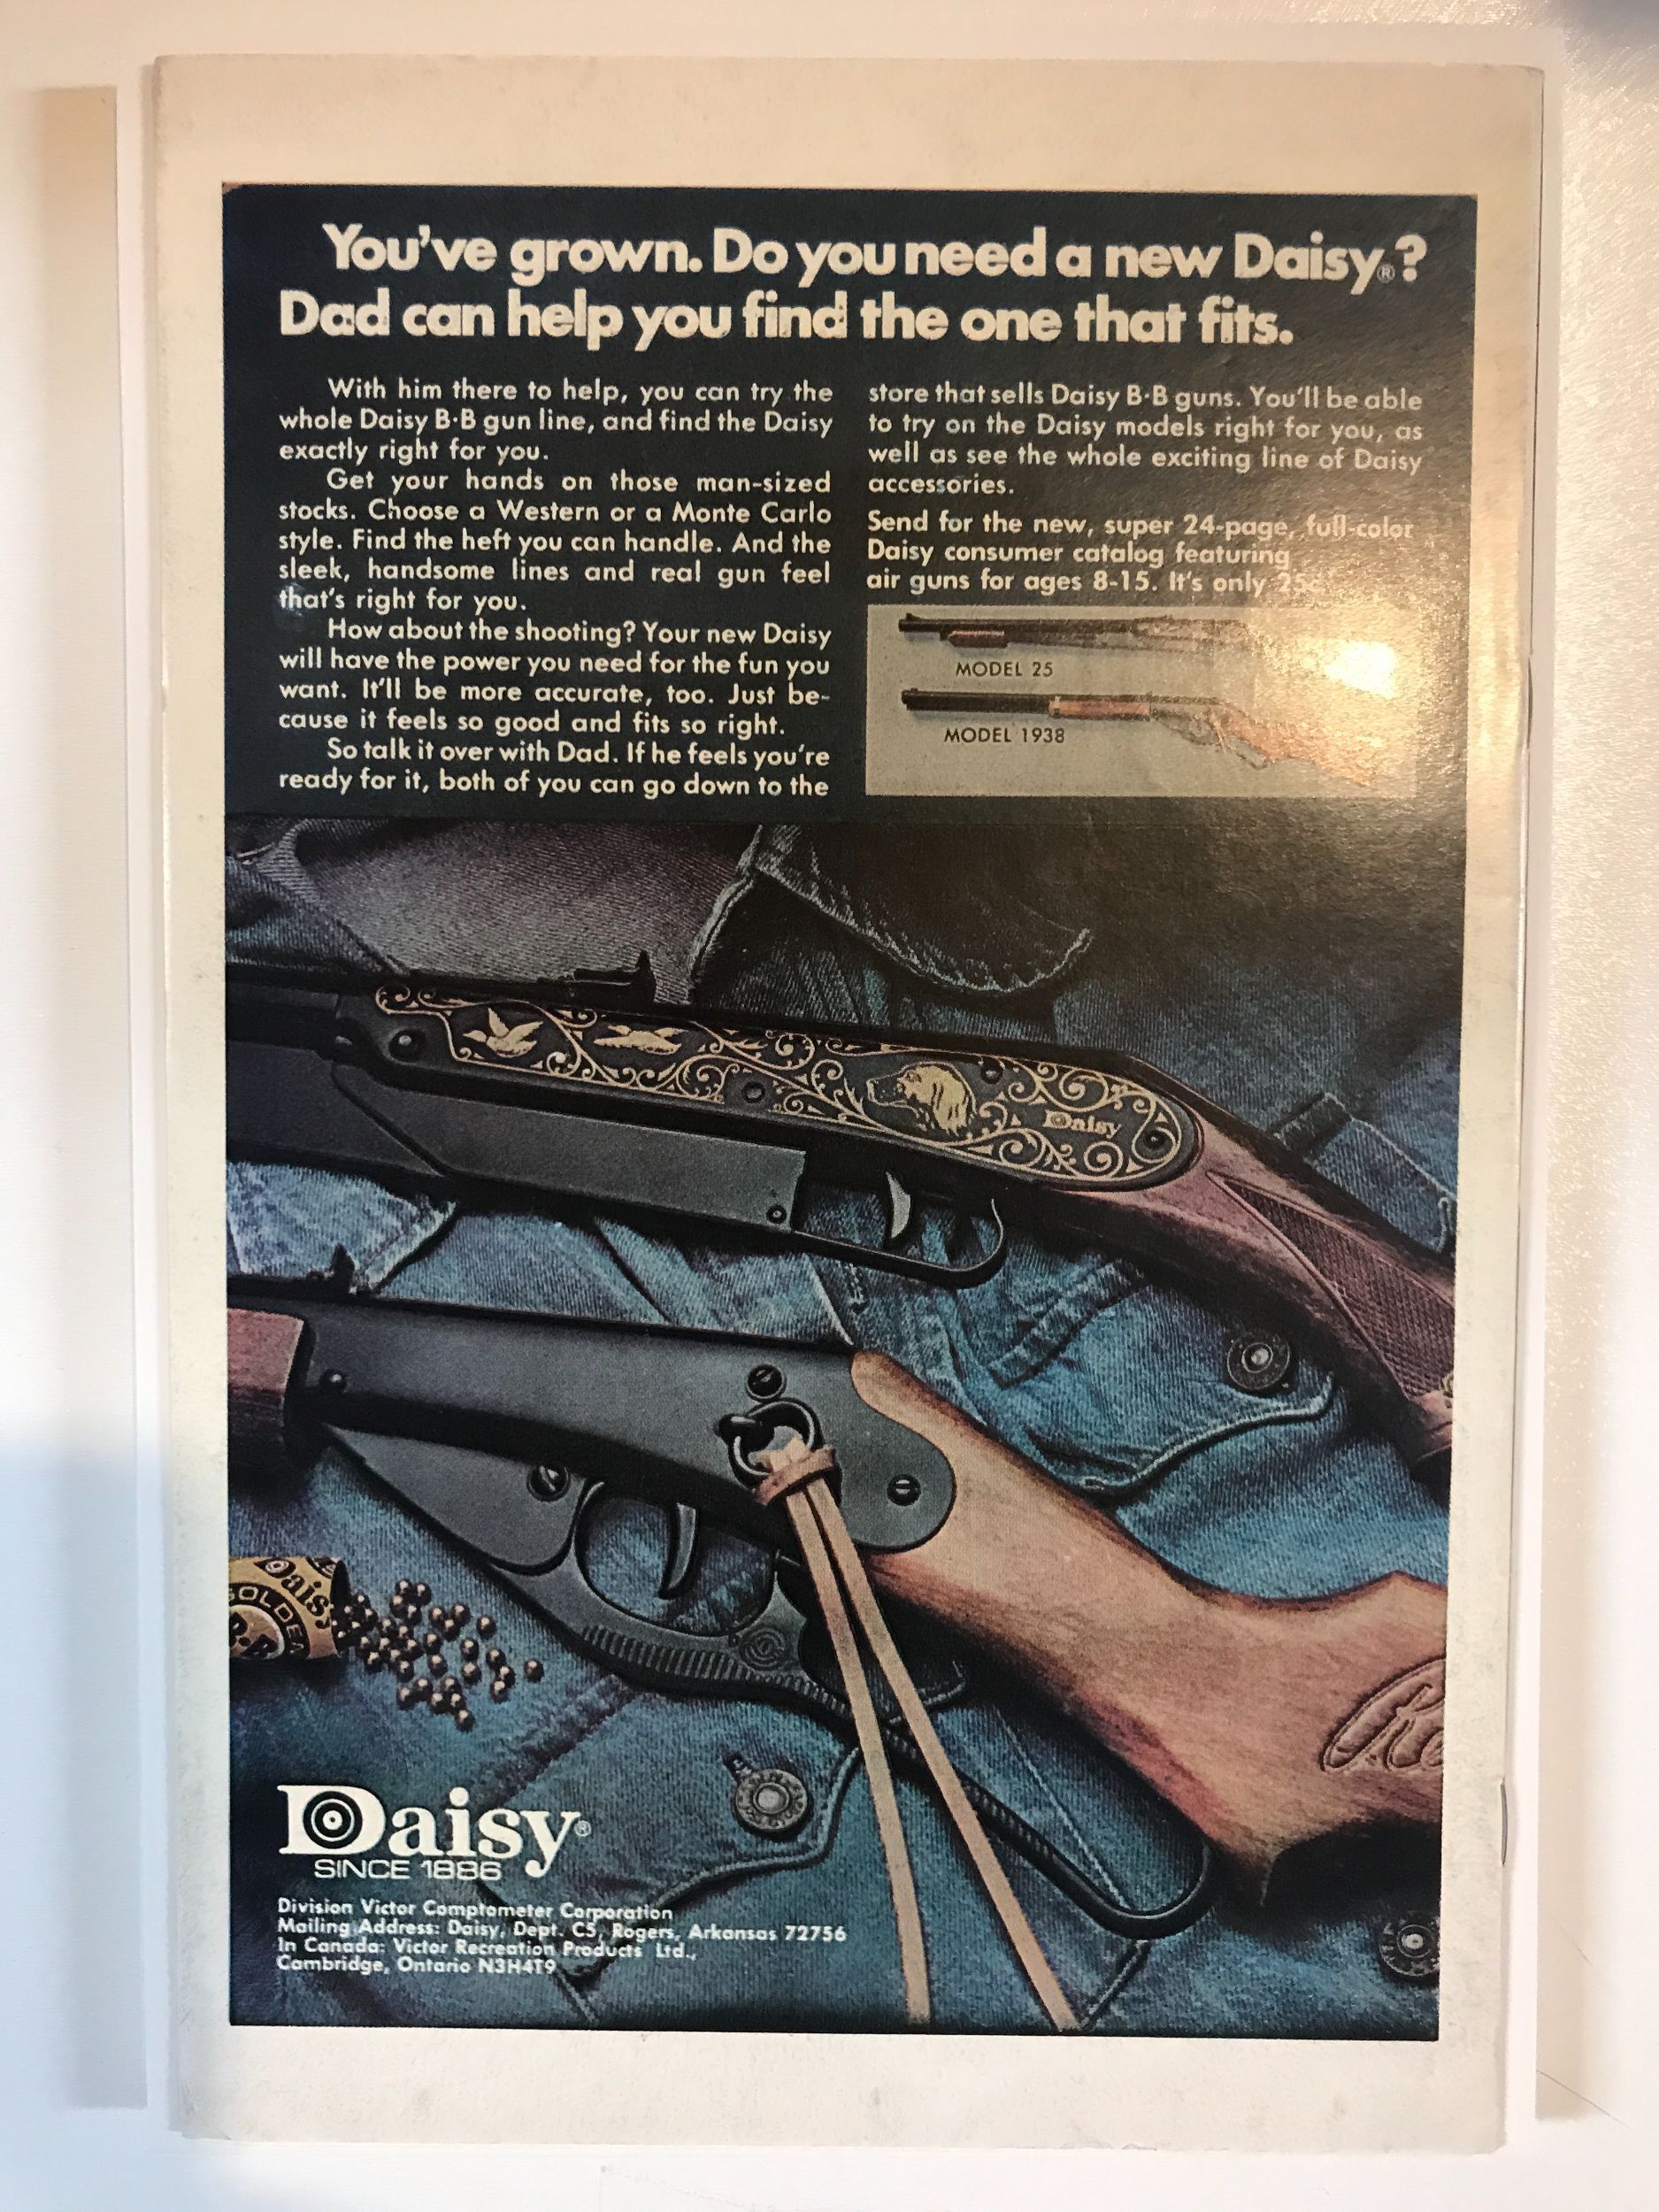 You've grown. Do you need a new Daisy®?
Dad can help you find the one that fits.
With him there to help, you can try the
whole Daisy B·B gun line, and find the Daisy
exactly right for you.
Get your hands on those man-sized
stocks. Choose a Western or a Monte Carlo
style. Find the heft you can handle. And the
sleek, handsome lines and real gun feel
that's right for you.
How about the shooting? Your new Daisy
will have the power you need for the fun you
want. It'll be more accurate, too. Just be-
cause it feels so good and fits so right.
So talk it over with Dad. If he feels you're
ready for it, both of you can go down to the
store that sells Daisy B·B guns. You'll be able
to try on the Daisy models right for you, as
well as see the whole exciting line of Daisy
accessories.
Send for the new, super 24-page, full-color
Daisy consumer catalog featuring
air guns for ages 8-15. It's only 25¢
MODEL 25
MODEL 1938
Daisy
Daisy
GOLDEN
B·B
Daisy®
SINCE 1886
Division Victor Comptometer Corporation
Mailing Address: Daisy, Dept. C5, Rogers, Arkansas 72756
In Canada: Victor Recreation Products Ltd.,
Cambridge, Ontario N3H4T9